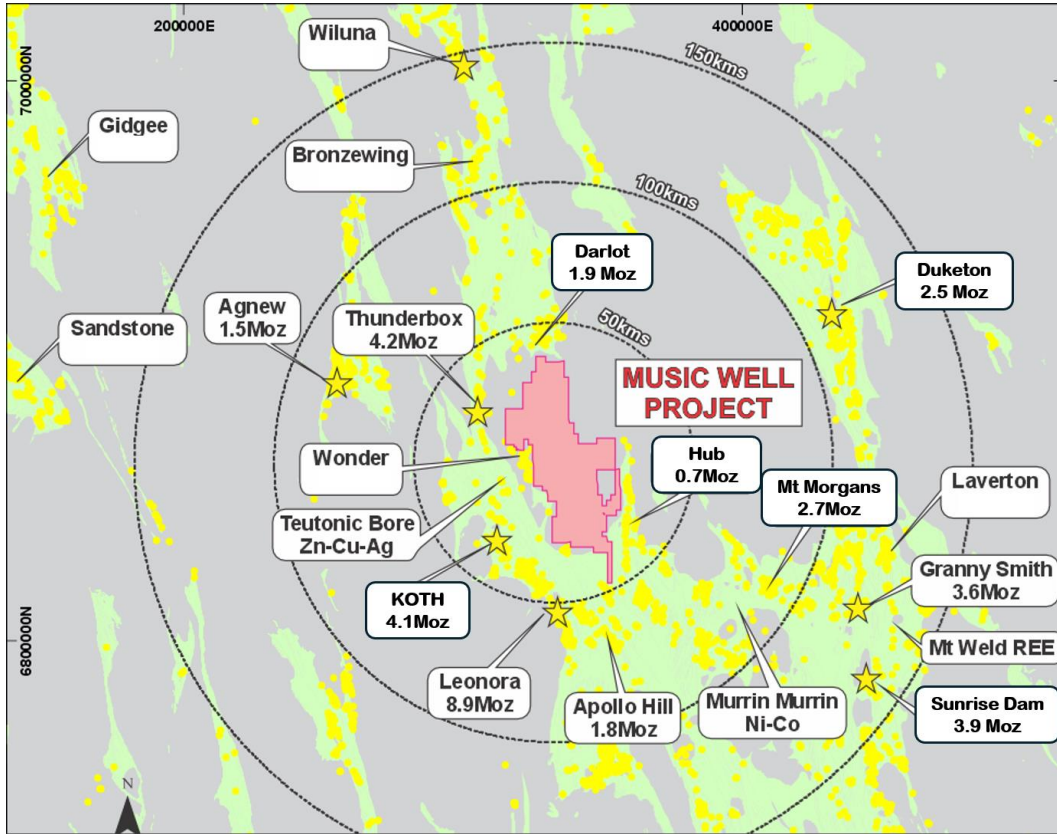 200000E
400000E
7000000N
6800000N
150kms
100kms
50kms
Wiluna
Gidgee
Bronzewing
Darlot
1.9 Moz
Duketon
2.5 Moz
Agnew
1.5Moz
Thunderbox
4.2Moz
Sandstone
MUSIC WELL
PROJECT
Wonder
Hub
0.7Moz
Mt Morgans
2.7Moz
Laverton
Teutonic Bore
Zn-Cu-Ag
Granny Smith
3.6Moz
KOTH
4.1Moz
Mt Weld REE
Leonora
8.9Moz
Apollo Hill
1.8Moz
Murrin Murrin
Ni-Co
Sunrise Dam
3.9 Moz
N